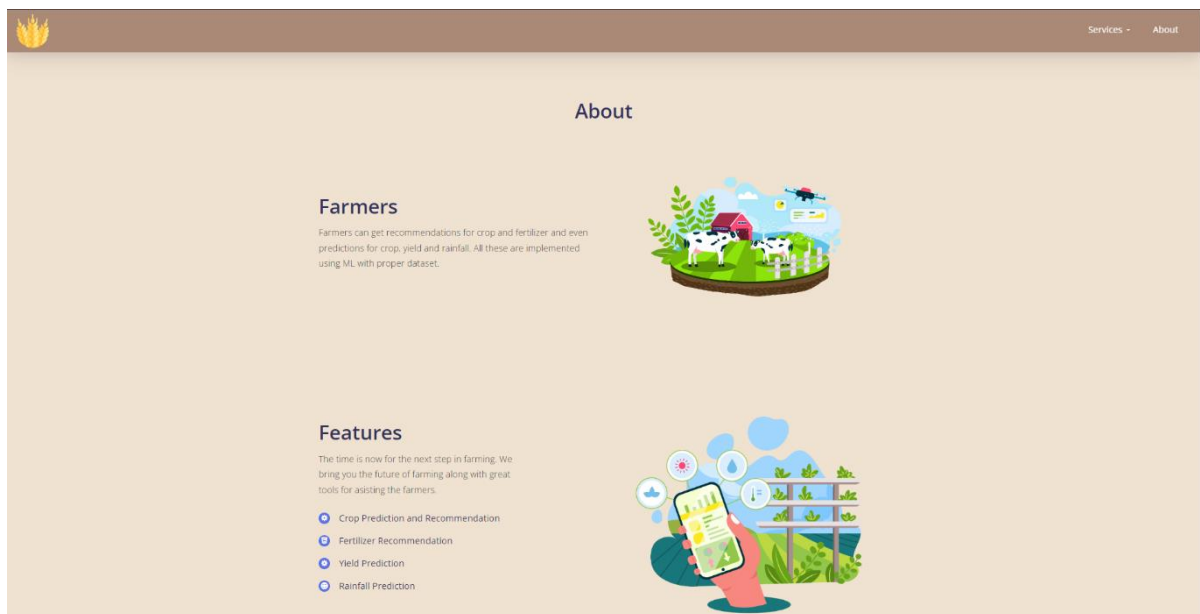 Services
About
About
Farmers
Farmers can get recommendations for crop and fertilizer and even
predictions for crop, yield and rainfall. All these are implemented
using ML with proper dataset.
Features
The time is now for the next step in farming. We
bring you the future of farming along with great
tools for asisting the farmers.
Crop Prediction and Recommendation
Fertilizer Recommendation
Yield Prediction
Rainfall Prediction